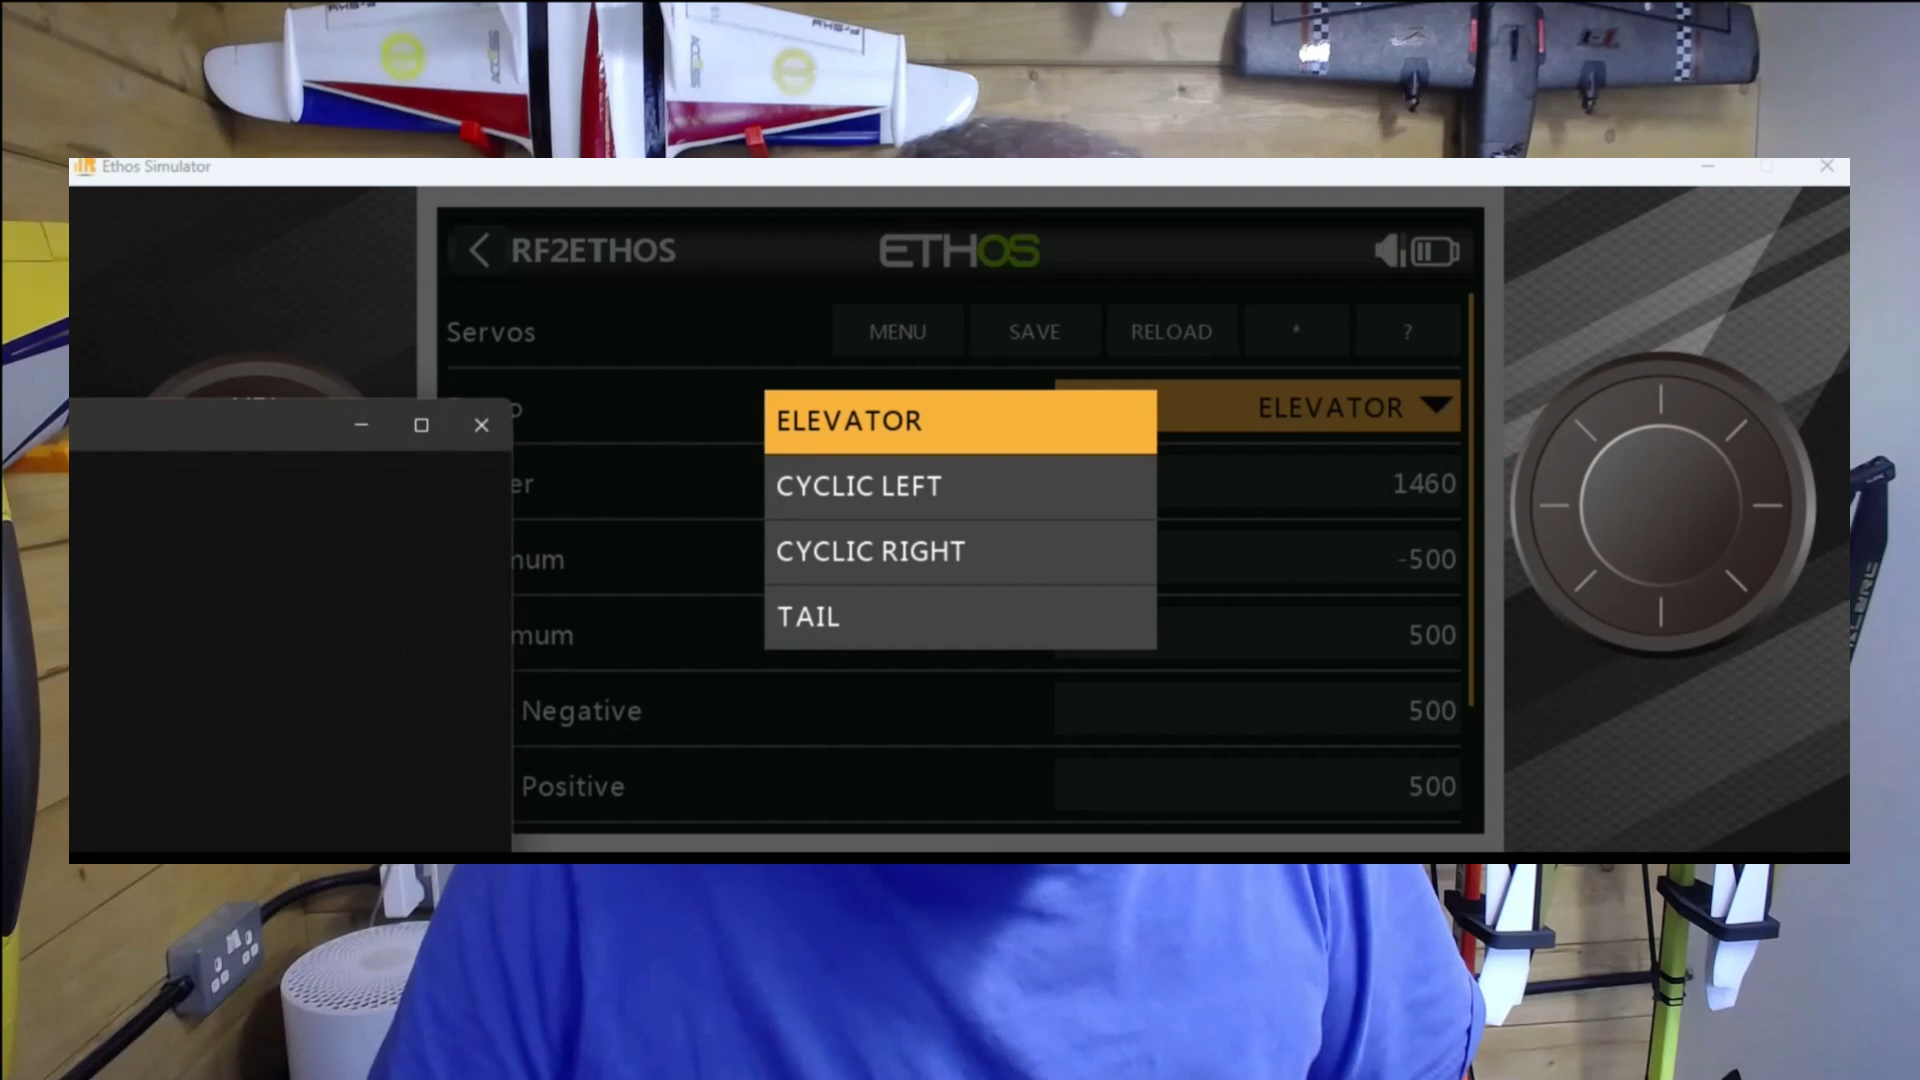 Ethos Simulator
RF2ETHOS
ETHOS
Servos
MENU
SAVE
RELOAD
*
?
ELEVATOR
ELEVATOR
CYCLIC LEFT
CYCLIC RIGHT
TAIL
1460
-500
500
Negative
500
Positive
500